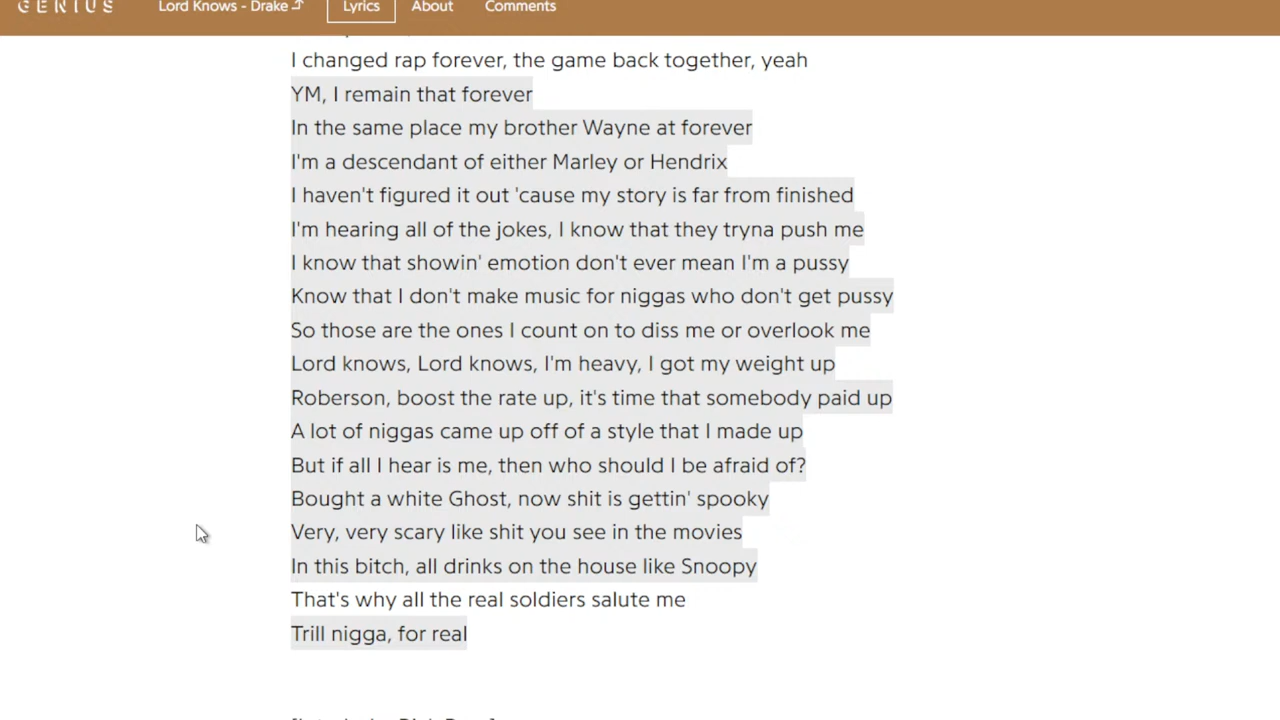 GENIUS Lord Knows - Drake Lyrics About Comments
I changed rap forever, the game back together, yeah
YM, I remain that forever
In the same place my brother Wayne at forever
I'm a descendant of either Marley or Hendrix
I haven't figured it out 'cause my story is far from finished
I'm hearing all of the jokes, I know that they tryna push me
I know that showin' emotion don't ever mean I'm a pussy
Know that I don't make music for niggas who don't get pussy
So those are the ones I count on to diss me or overlook me
Lord knows, Lord knows, I'm heavy, I got my weight up
Roberson, boost the rate up, it's time that somebody paid up
A lot of niggas came up off of a style that I made up
But if all I hear is me, then who should I be afraid of?
Bought a white Ghost, now shit is gettin' spooky
Very, very scary like shit you see in the movies
In this bitch, all drinks on the house like Snoopy
That's why all the real soldiers salute me
Trill nigga, for real